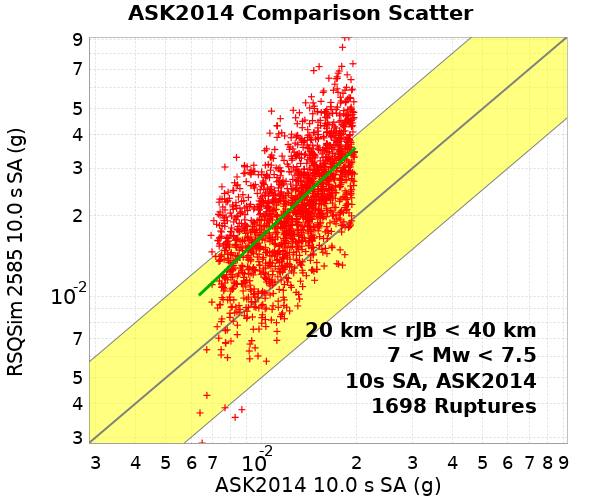 ASK2014 Comparison Scatter
RSQSim 2585 10.0 s SA (g)
9
7
5
4
3
2
10-2
7
5
4
3
20 km < rJB < 40 km
7 < Mw < 7.5
10s SA, ASK2014
1698 Ruptures
3 4 5 6 7 10-2 2 3 4 5 6 7 8 9
ASK2014 10.0 s SA (g)